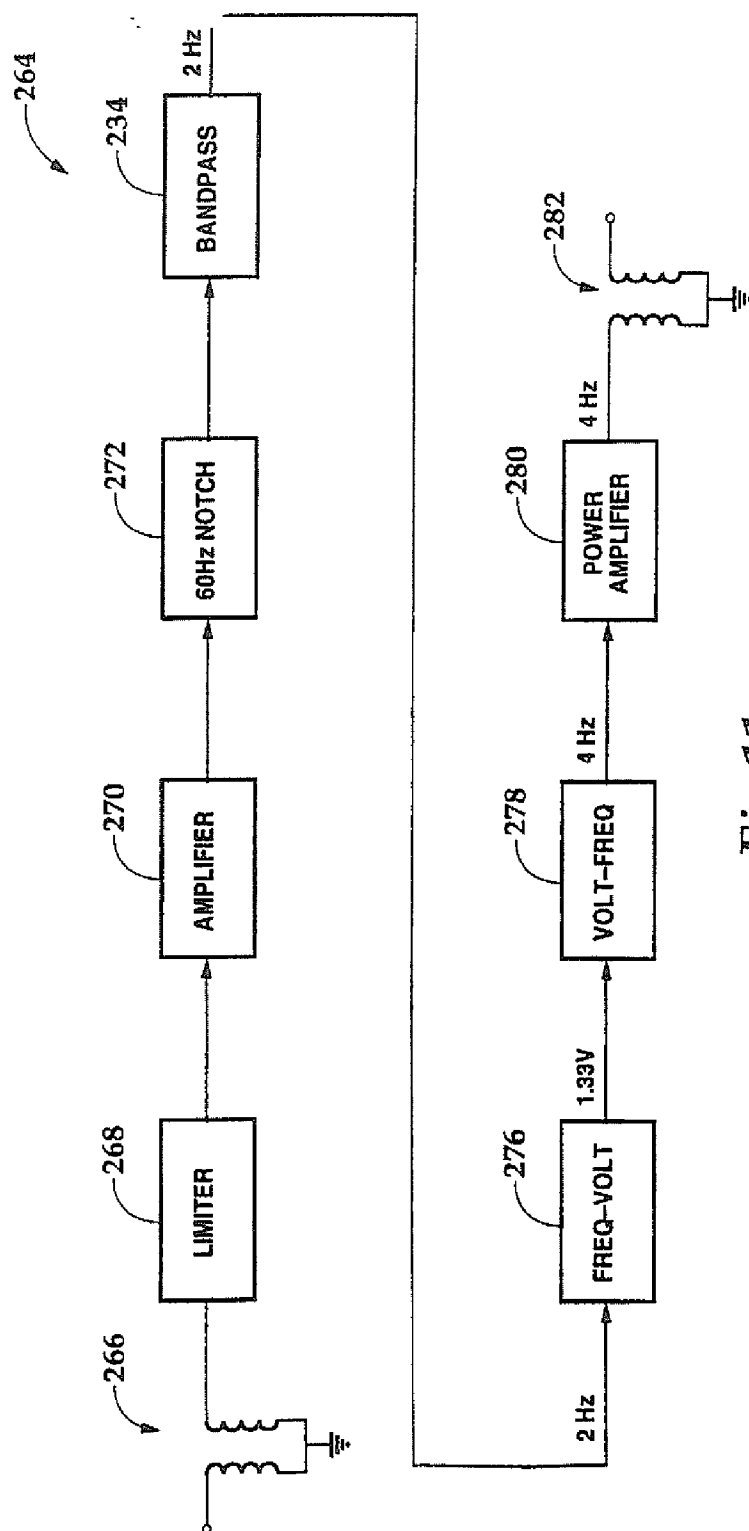 264
266
268
270
272
234
LIMITER
AMPLIFIER
60Hz NOTCH
BANDPASS
2 Hz
276
278
280
282
2 Hz
FREQ–VOLT
1.33V
VOLT–FREQ
4 Hz
POWER
AMPLIFIER
4 Hz